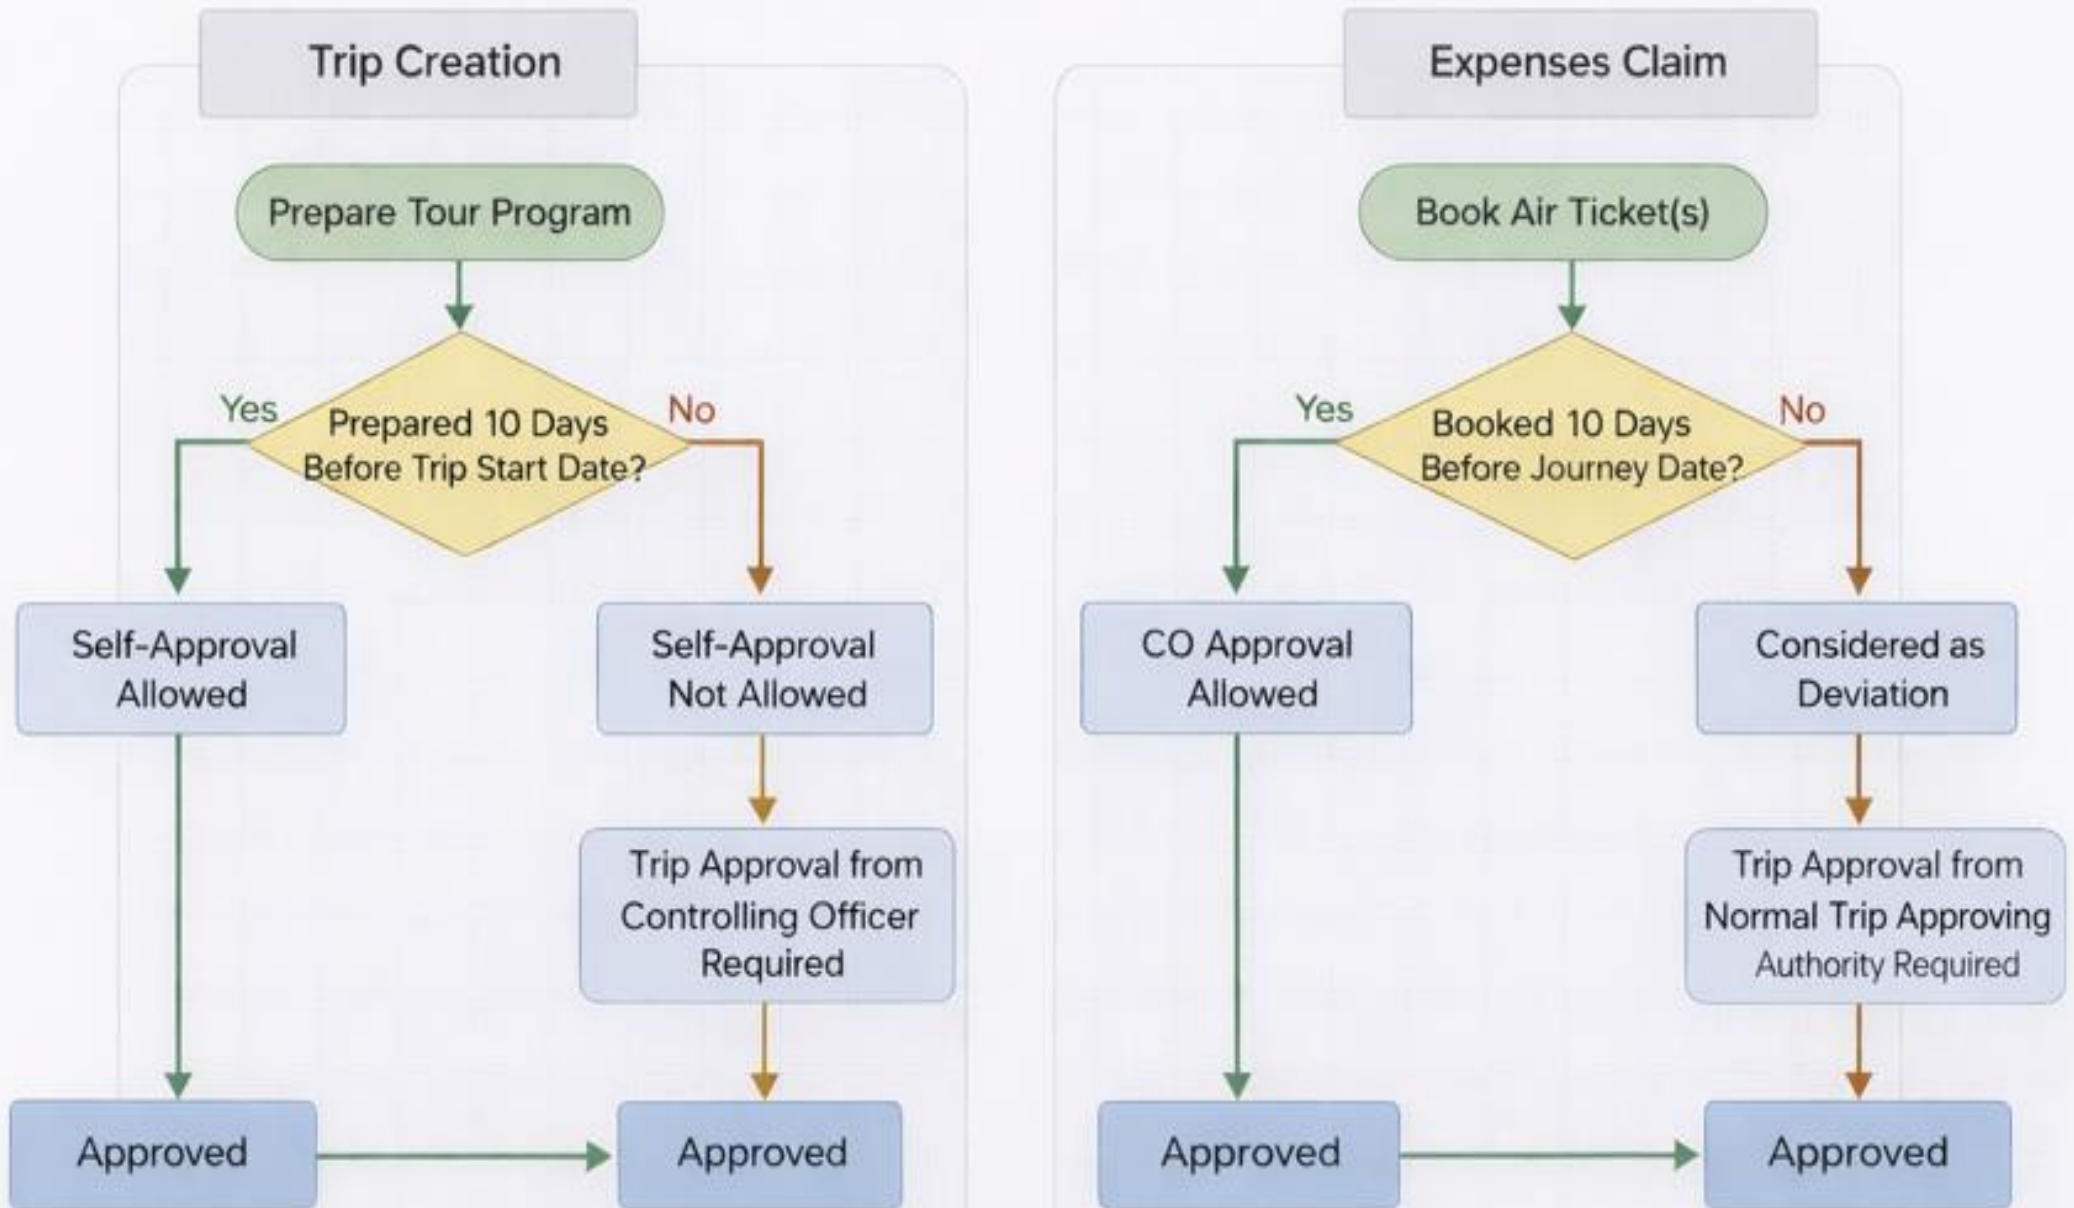 Trip Creation
Prepare Tour Program
Yes
Prepared 10 Days
Before Trip Start Date?
No
Self-Approval
Allowed
Self-Approval
Not Allowed
Trip Approval from
Controlling Officer
Required
Approved
Approved
Expenses Claim
Book Air Ticket(s)
Yes
Booked 10 Days
Before Journey Date?
No
CO Approval
Allowed
Considered as
Deviation
Trip Approval from
Normal Trip Approving
Authority Required
Approved
Approved